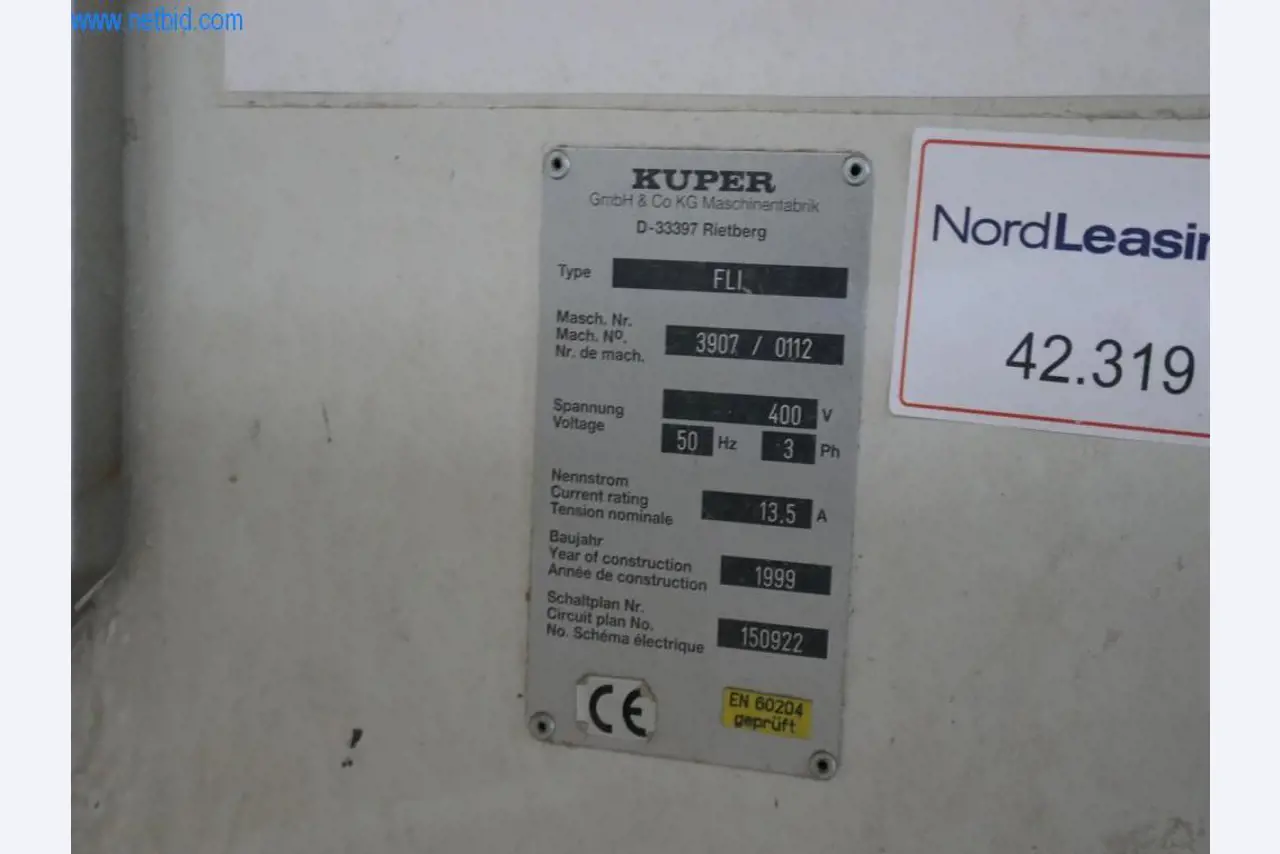 www.netbid.com
KUPER
GmbH & Co KG Maschinenfabrik
D-33397 Rietberg
Type FLI
Masch. Nr.
Mach. Nº. 3907 / 0112
Nr. de mach.
Spannung 400 V
Voltage
50 Hz 3 Ph
Nennstrom
Current rating 13.5 A
Tension nominale
Baujahr
Year of construction 1999
Année de construction
Schaltplan Nr.
Circuit plan No. 150922
No. Schéma électrique
CE
EN 60204
geprüft
NordLeasin
42.319